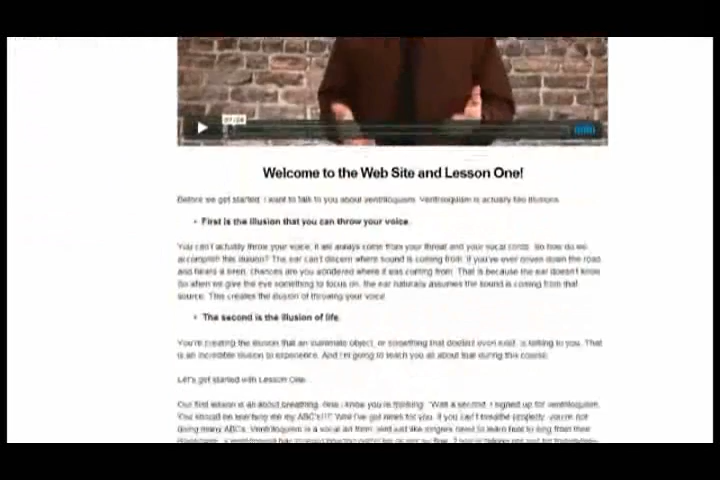 Welcome to the Web Site and Lesson One!
Before we get started, I want to talk to you about ventriloquism. Ventriloquism is actually two illusions.
• First is the illusion that you can throw your voice.
You can't actually throw your voice, it will always come from your throat and your vocal cords. So how do we
accomplish this illusion? The ear can't discern where sound is coming from. If you've ever driven down the road
and heard a siren, chances are you wondered where it was coming from. That is because the ear doesn't know.
So when we give the eye something to focus on, the ear naturally assumes the sound is coming from that
source. This creates the illusion of throwing your voice.
• The second is the illusion of life.
You're creating the illusion that an inanimate object, or something that doesn't even exist, is talking to you. That
is an incredible illusion to experience. And I'm going to teach you all about that during this course.
Let's get started with Lesson One.
Our first lesson is all about breathing. Now I know you're thinking: "Wait a second, I signed up for ventriloquism.
You should be teaching me my ABC's!!!" Well I've got news for you. If you can't breathe properly, you're not
doing many ABCs. Ventriloquism is a vocal art form, and just like singers need to learn how to sing from their